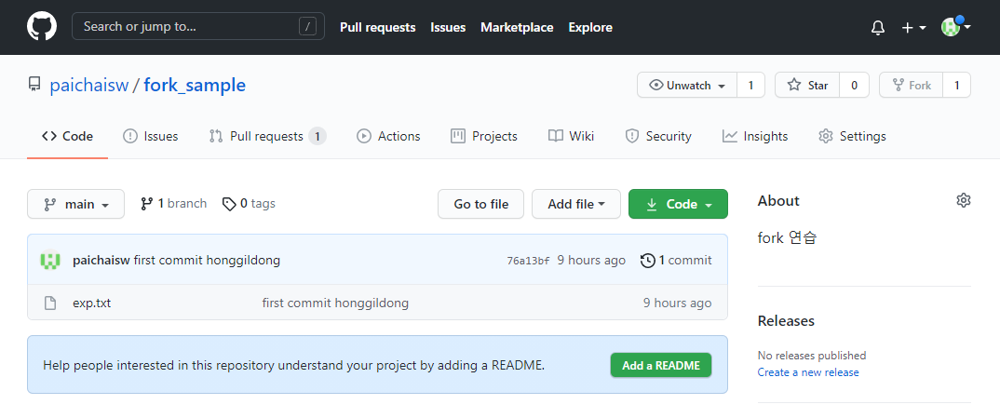 Search or jump to... /
Pull requests Issues Marketplace Explore
paichaisw / fork_sample
Unwatch 1 Star 0 Fork 1
Code Issues Pull requests 1 Actions Projects Wiki Security Insights Settings
main 1 branch 0 tags Go to file Add file Code
paichaisw first commit honggildong 76a13bf 9 hours ago 1 commit
exp.txt first commit honggildong 9 hours ago
Help people interested in this repository understand your project by adding a README. Add a README
About
fork 연습
Releases
No releases published
Create a new release